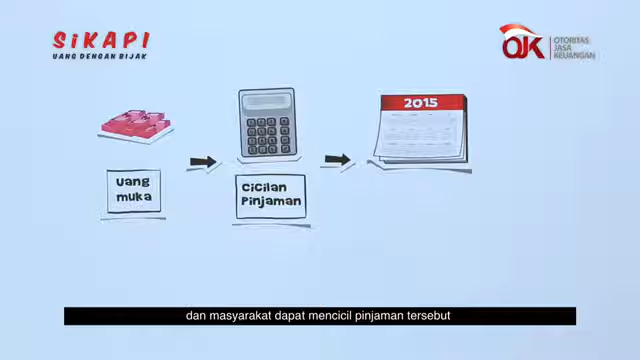 SiKAPI
UANG DENGAN BIJAK
OJK
OTORITAS
JASA
KEUANGAN
2015
uang
muka
CiCilan
Pinjaman
dan masyarakat dapat mencicil pinjaman tersebut